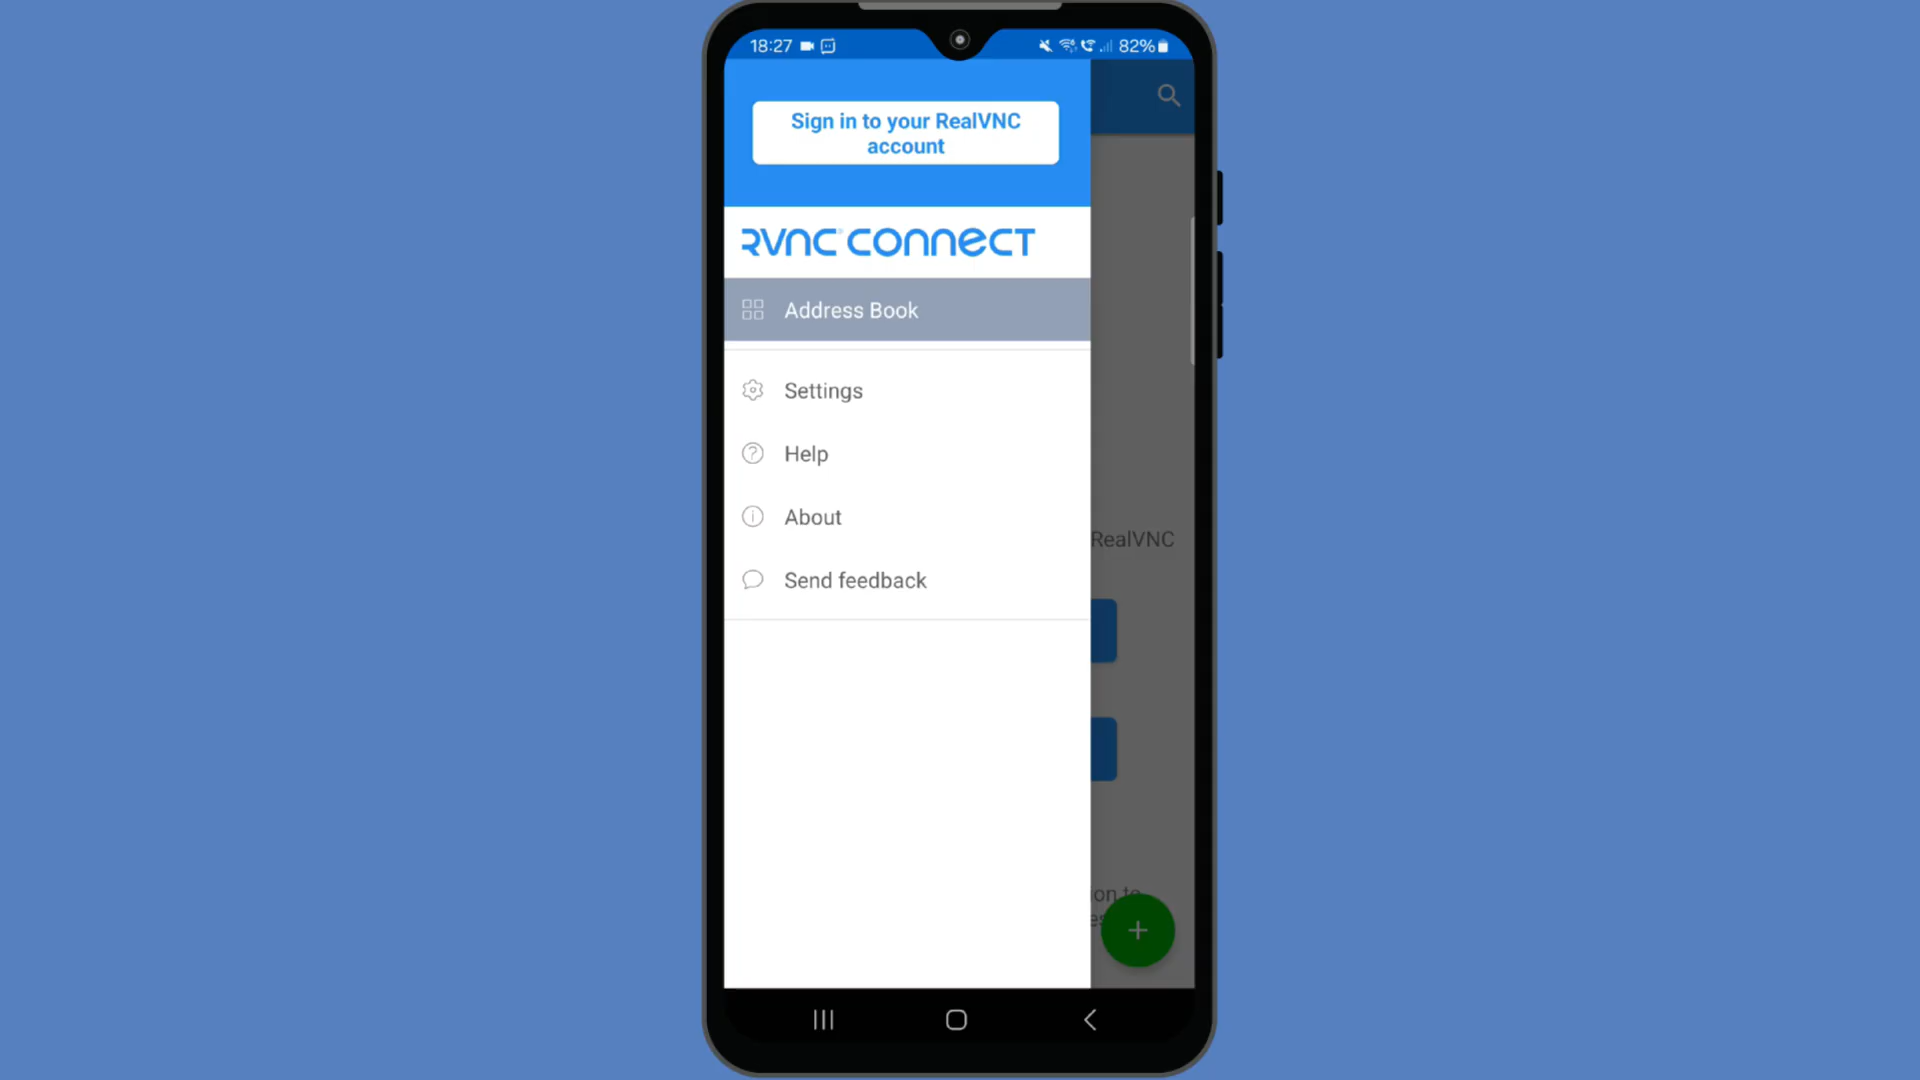 18:27
82%
Sign in to your RealVNC
account
RVNC CONNECT
Address Book
Settings
Help
About
Send feedback
RealVNC
+